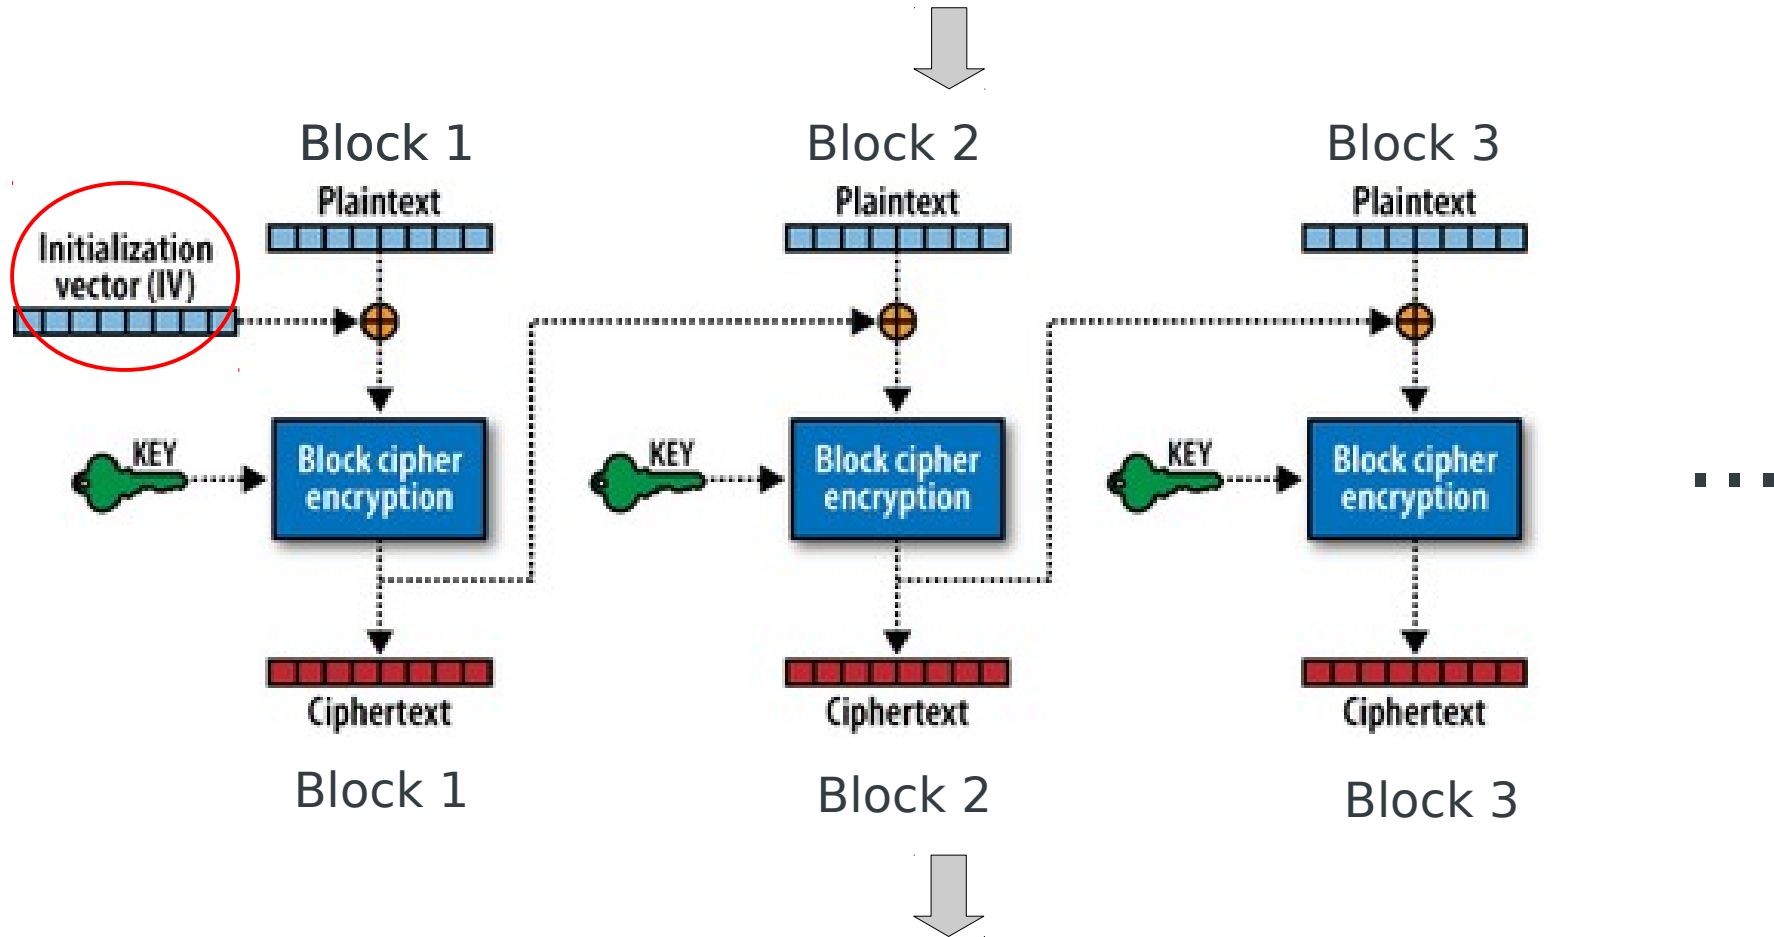 Block 1
Block 2
Block 3
Plaintext
Plaintext
Plaintext
Initialization
vector (IV)
KEY
Block cipher
encryption
KEY
Block cipher
encryption
KEY
Block cipher
encryption
...
Ciphertext
Ciphertext
Ciphertext
Block 1
Block 2
Block 3